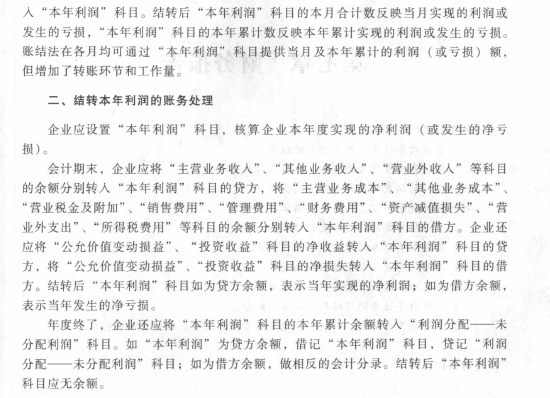 入“本年利润”科目。结转后“本年利润”科目的本月合计数反映当月实现的利润或
发生的亏损，“本年利润”科目的本年累计数反映本年累计实现的利润或发生的亏损。
账结法在各月均可通过“本年利润”科目提供当月及本年累计的利润（或亏损）额，
但增加了转账环节和工作量。
二、结转本年利润的账务处理
企业应设置“本年利润”科目，核算企业本年度实现的净利润（或发生的净亏
损）。
会计期末，企业应将“主营业务收入”、“其他业务收入”、“营业外收入”等科目
的余额分别转入“本年利润”科目的贷方，将“主营业务成本”、“其他业务成本”、
“营业税金及附加”、“销售费用”、“管理费用”、“财务费用”、“资产减值损失”、“营
业外支出”、“所得税费用”等科目的余额分别转入“本年利润”科目的借方。企业还
应将“公允价值变动损益”、“投资收益”科目的净收益转入“本年利润”科目的贷
方，将“公允价值变动损益”、“投资收益”科目的净损失转入“本年利润”科目的借
方。结转后“本年利润”科目如为贷方余额，表示当年实现的净利润；如为借方余额，
表示当年发生的净亏损。
年度终了，企业还应将“本年利润”科目的本年累计余额转入“利润分配——未
分配利润”科目。如“本年利润”为贷方余额，借记“本年利润”科目，贷记“利润
分配——未分配利润”科目；如为借方余额，做相反的会计分录。结转后“本年利润”
科目应无余额。